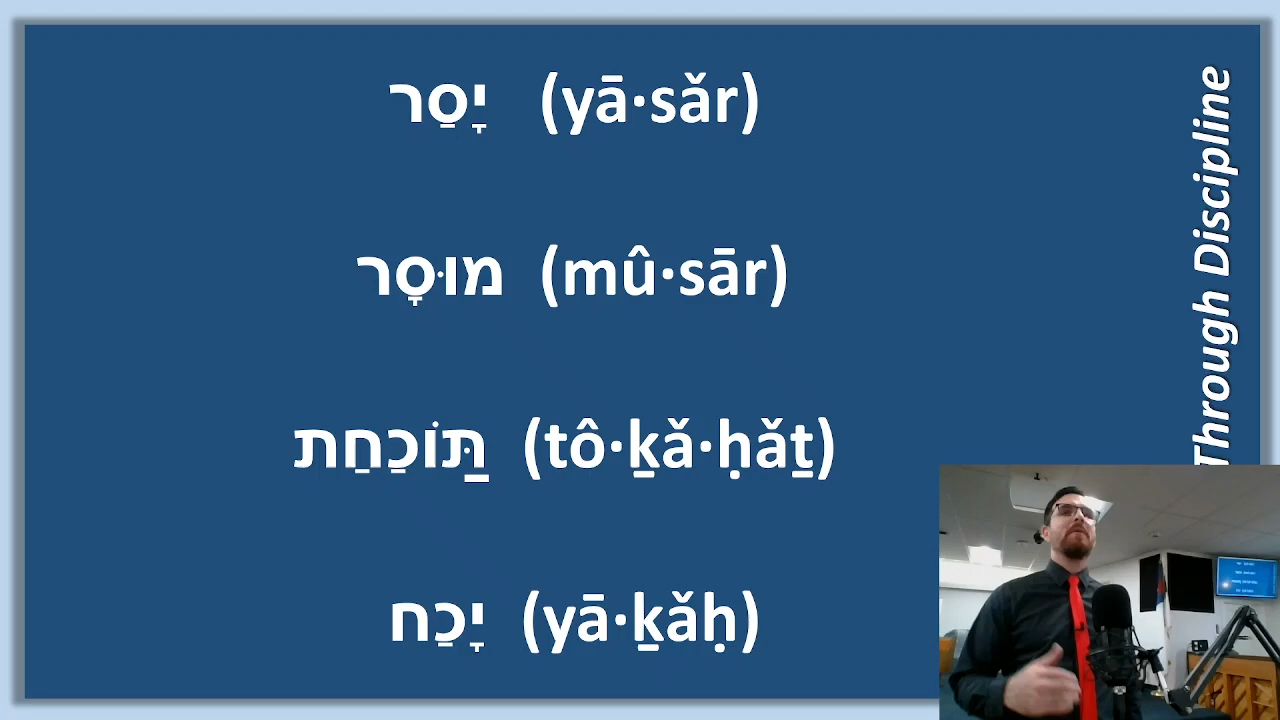 יָסַר (yā·sǎr)
מוּסָר (mû·sār)
תַּוֹכַחַת (tô·ḵǎ·ḥǎṯ)
יָכַח (yā·ḵǎḥ)
Through Discipline